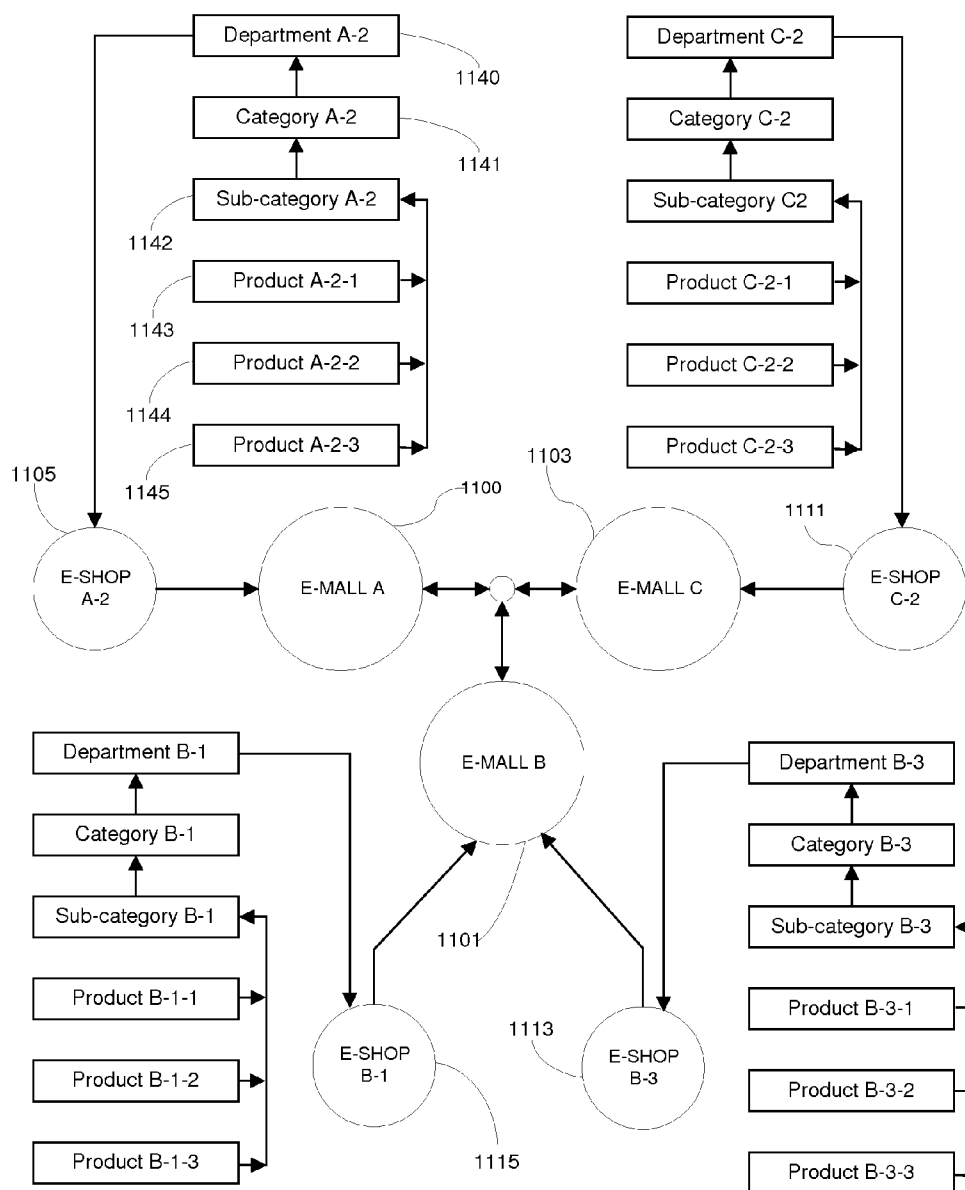 Department A-2
1140
Category A-2
1141
Sub-category A-2
1142
Product A-2-1
1143
Product A-2-2
1144
Product A-2-3
1145
Department C-2
Category C-2
Sub-category C2
Product C-2-1
Product C-2-2
Product C-2-3
1105
1100
1103
1111
E-SHOP
A-2
E-MALL A
E-MALL C
E-SHOP
C-2
E-MALL B
1101
Department B-1
Category B-1
Sub-category B-1
Product B-1-1
Product B-1-2
Product B-1-3
E-SHOP
B-1
1115
1113
E-SHOP
B-3
Department B-3
Category B-3
Sub-category B-3
Product B-3-1
Product B-3-2
Product B-3-3